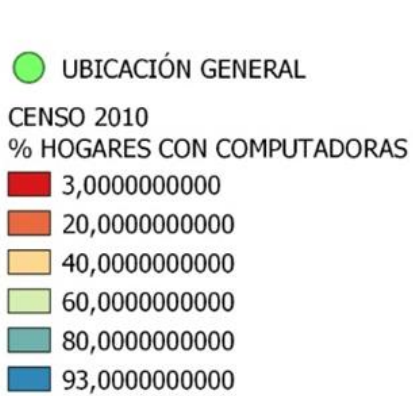 UBICACIÓN GENERAL
CENSO 2010
% HOGARES CON COMPUTADORAS
3,0000000000
20,0000000000
40,0000000000
60,0000000000
80,0000000000
93,0000000000